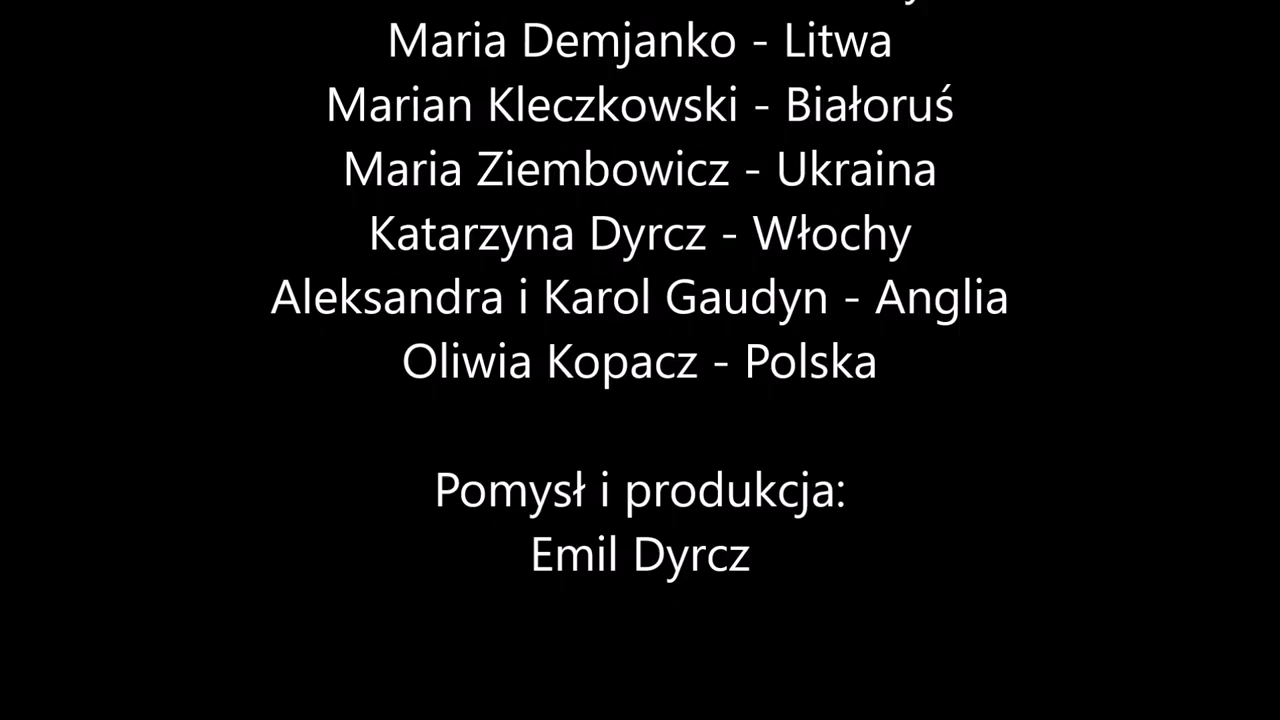 Maria Demjanko - Litwa
Marian Kleczkowski - Białoruś
Maria Ziembowicz - Ukraina
Katarzyna Dyrcz - Włochy
Aleksandra i Karol Gaudyn - Anglia
Oliwia Kopacz - Polska
Pomysł i produkcja:
Emil Dyrcz